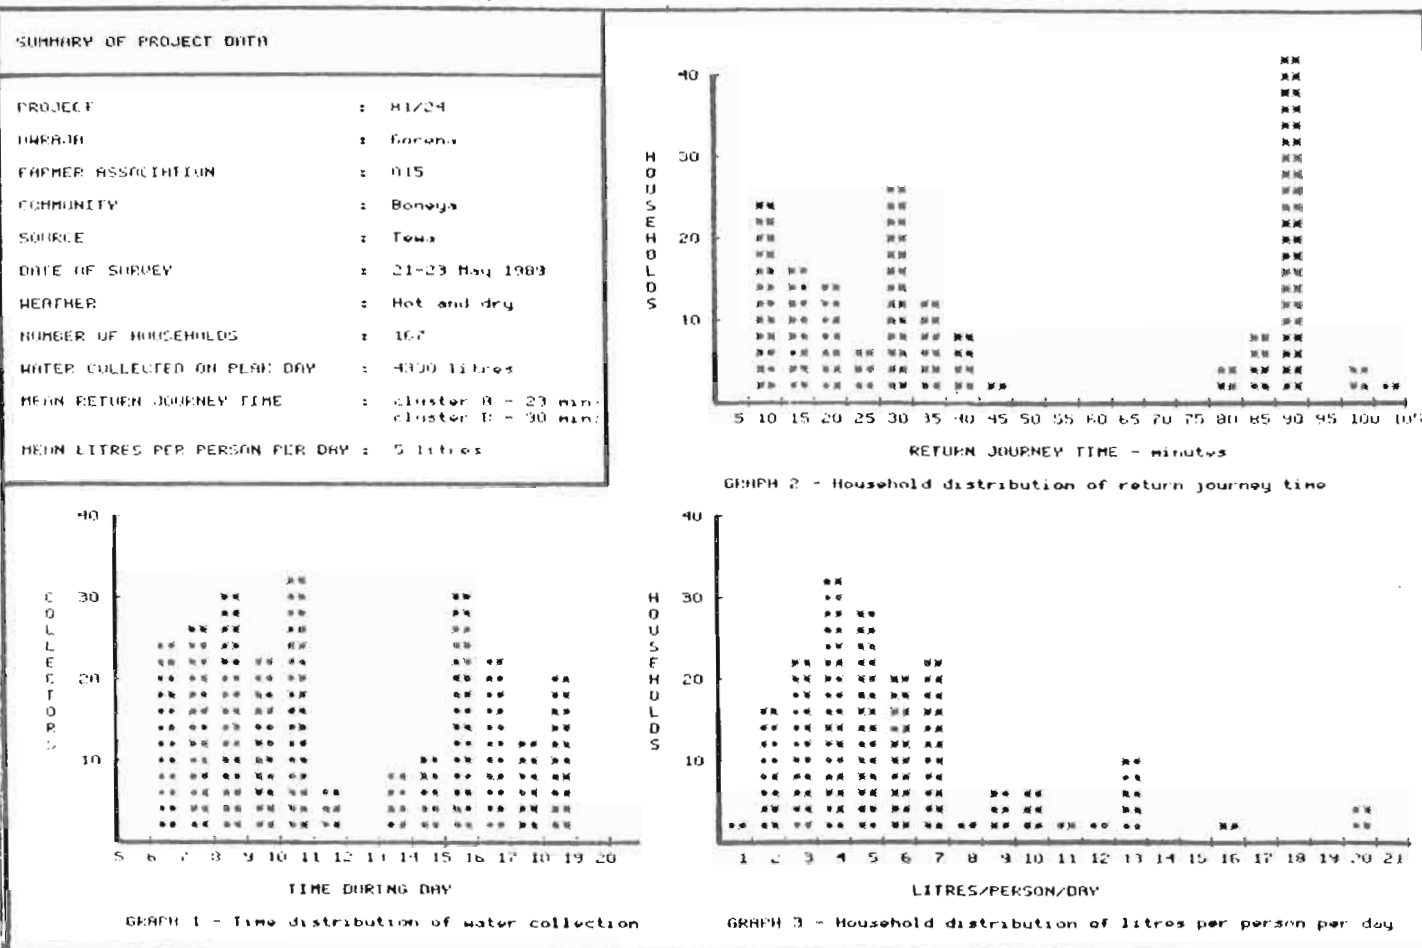 SUMMARY OF PROJECT DATA
PROJECT : 81/24
AWRAJA :
FARMER ASSOCIATION : 015
COMMUNITY : Boneya
SOURCE : Towa
DATE OF SURVEY : 21-23 May 1989
WEATHER : Hot and dry
NUMBER OF HOUSEHOLDS : 167
WATER COLLECTED ON PEAK DAY : litres
MEAN RETURN JOURNEY TIME : cluster A - 23 min
cluster B - 90 min
MEAN LITRES PER PERSON PER DAY : 5 litres
HOUSEHOLDS
40
30
20
10
5 10 15 20 25 30 35 40 45 50 55 60 65 70 75 80 85 90 95 100
RETURN JOURNEY TIME - minutes
GRAPH 2 - Household distribution of return journey time
COLLECTORS
40
30
20
10
5 6 7 8 9 10 11 12 13 14 15 16 17 18 19 20
TIME DURING DAY
GRAPH 1 - Time distribution of water collection
HOUSEHOLDS
40
30
20
10
1 2 3 4 5 6 7 8 9 10 11 12 13 14 15 16 17 18 19 20 21
LITRES/PERSON/DAY
GRAPH 3 - Household distribution of litres per person per day